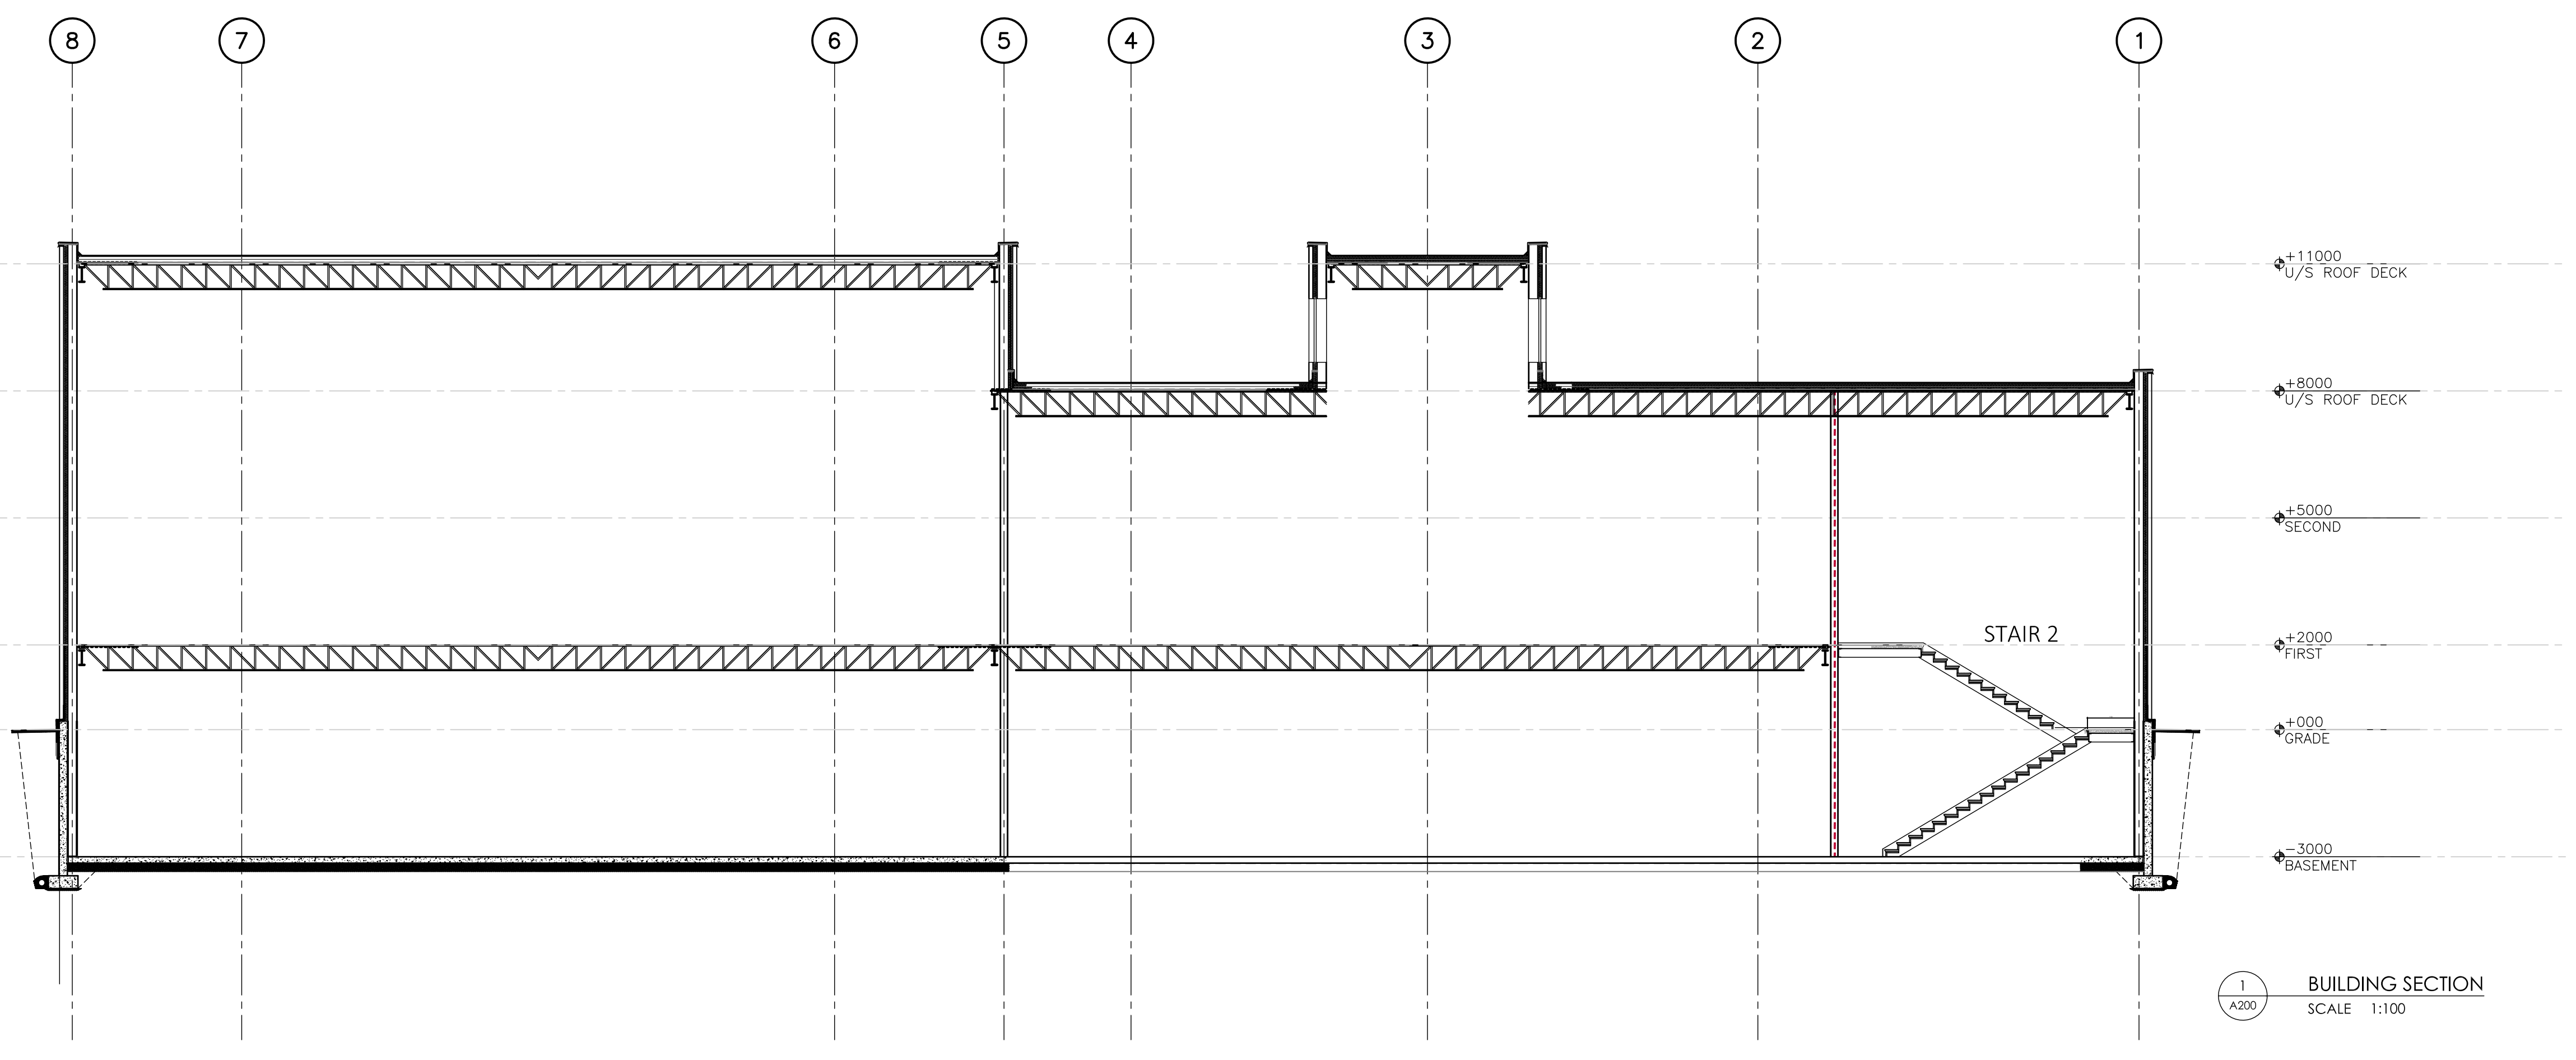 8 7 6 5 4 3 2 1
+11000
U/S ROOF DECK
+8000
U/S ROOF DECK
+5000
SECOND
STAIR 2
+2000
FIRST
+000
GRADE
-3000
BASEMENT
1
A200
BUILDING SECTION
SCALE 1:100